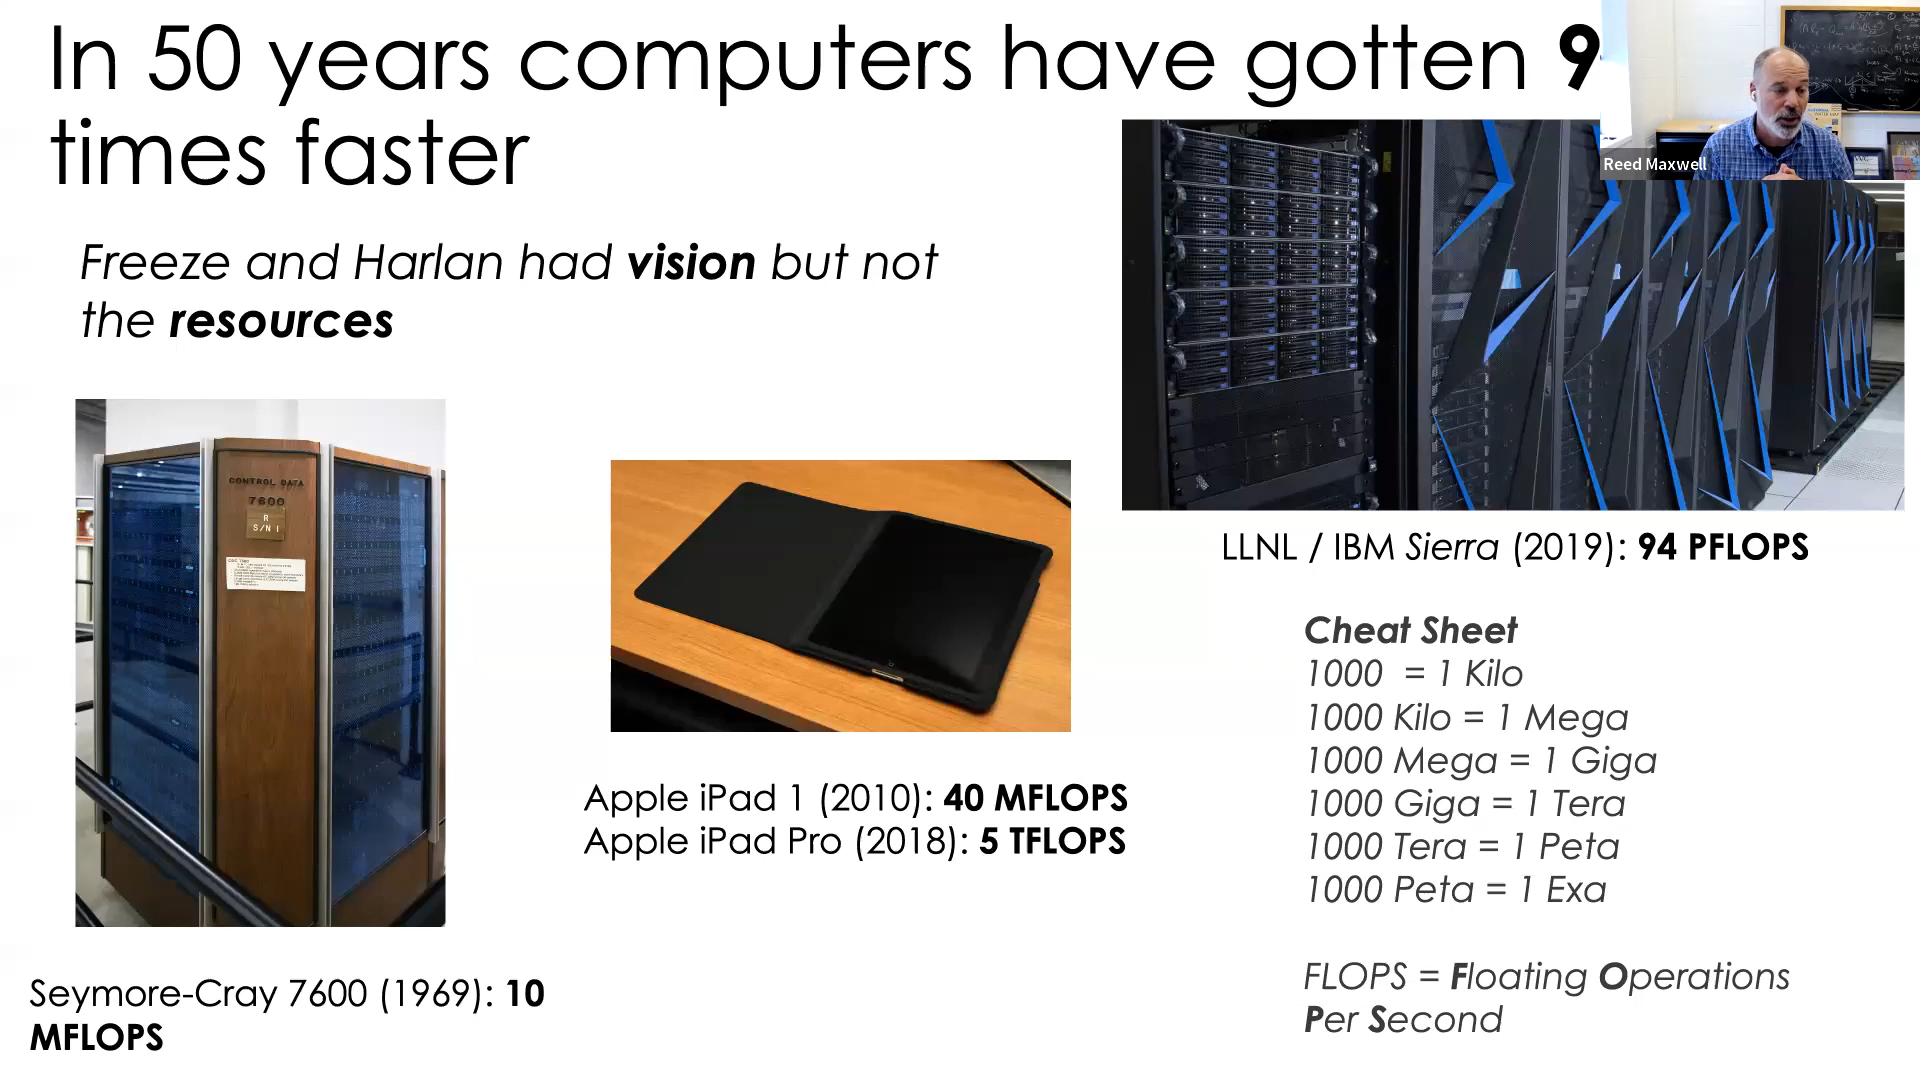 In 50 years computers have gotten 9
times faster
Reed Maxwell
Freeze and Harlan had vision but not
the resources
CONTROL DATA
7600
R
S/N 1
LLNL / IBM Sierra (2019): 94 PFLOPS
Apple iPad 1 (2010): 40 MFLOPS
Apple iPad Pro (2018): 5 TFLOPS
Cheat Sheet
1000 = 1 Kilo
1000 Kilo = 1 Mega
1000 Mega = 1 Giga
1000 Giga = 1 Tera
1000 Tera = 1 Peta
1000 Peta = 1 Exa
FLOPS = Floating Operations
Per Second
Seymore-Cray 7600 (1969): 10
MFLOPS